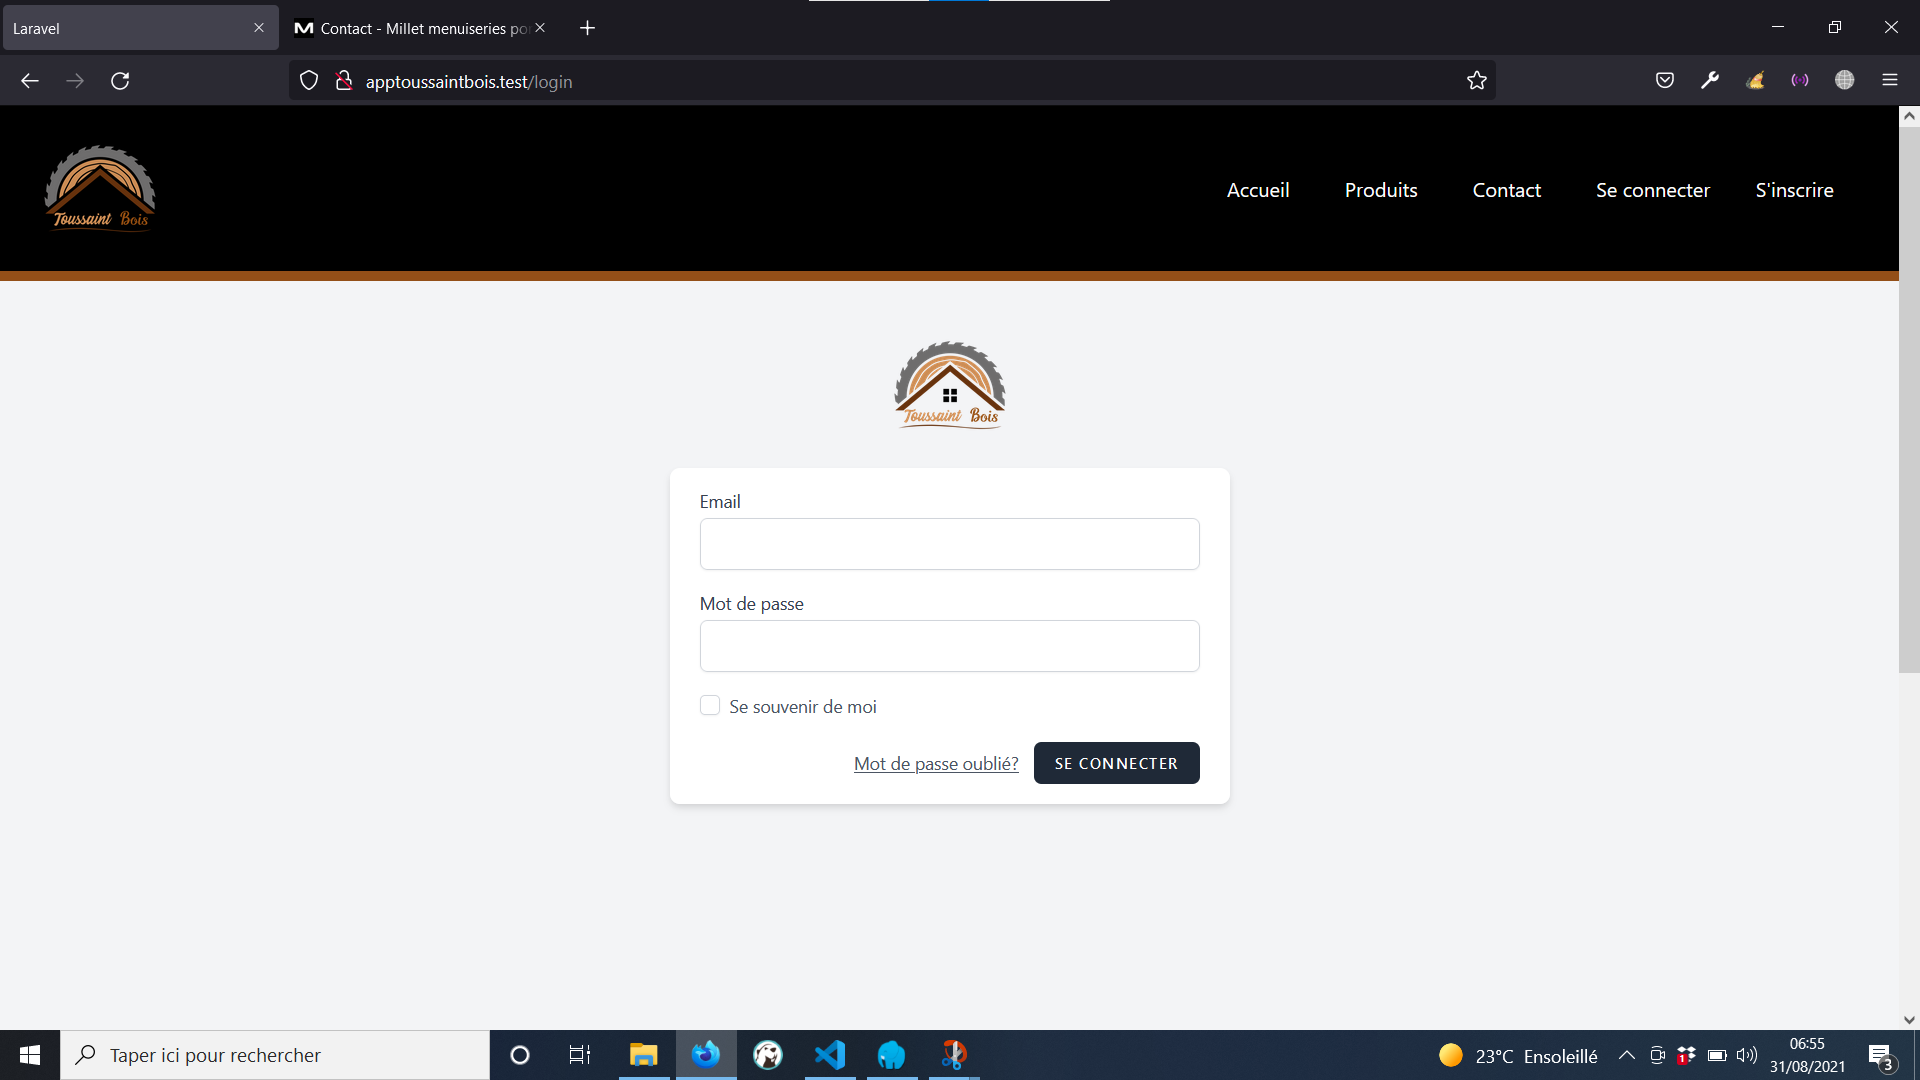 Laravel
Contact - Millet menuiseries po
apptoussaintbois.test/login
Toussaint Bois
Accueil
Produits
Contact
Se connecter
S'inscrire
Toussaint Bois
Email
Mot de passe
Se souvenir de moi
Mot de passe oublié?
SE CONNECTER
Taper ici pour rechercher
23°C Ensoleillé
1
06:55
31/08/2021
3